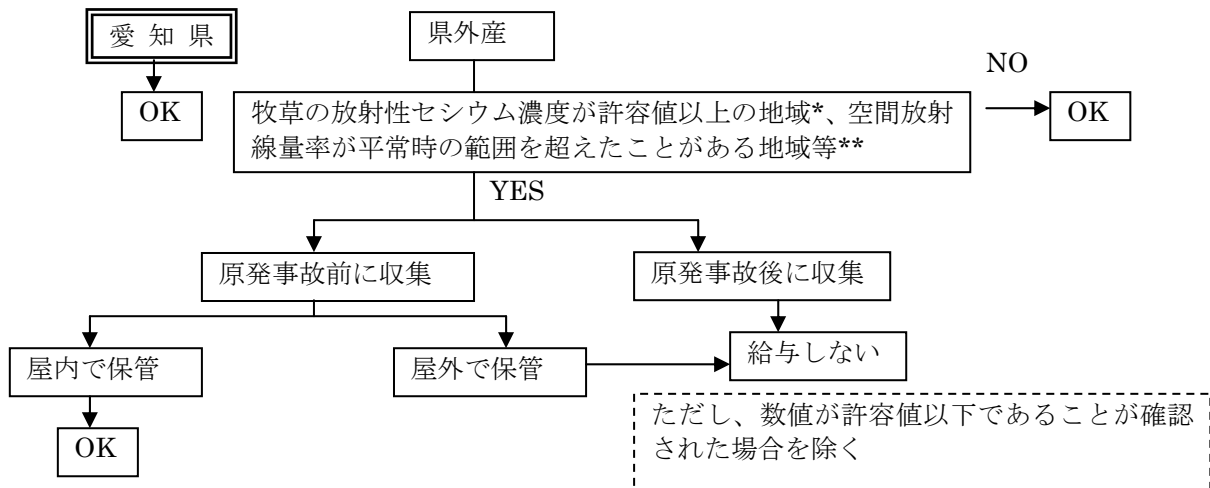 愛 知 県
県外産
NO
OK
牧草の放射性セシウム濃度が許容値以上の地域*、空間放射
線量率が平常時の範囲を超えたことがある地域等**
OK
YES
原発事故前に収集
原発事故後に収集
屋内で保管
屋外で保管
給与しない
OK
ただし、数値が許容値以下であることが確認
された場合を除く